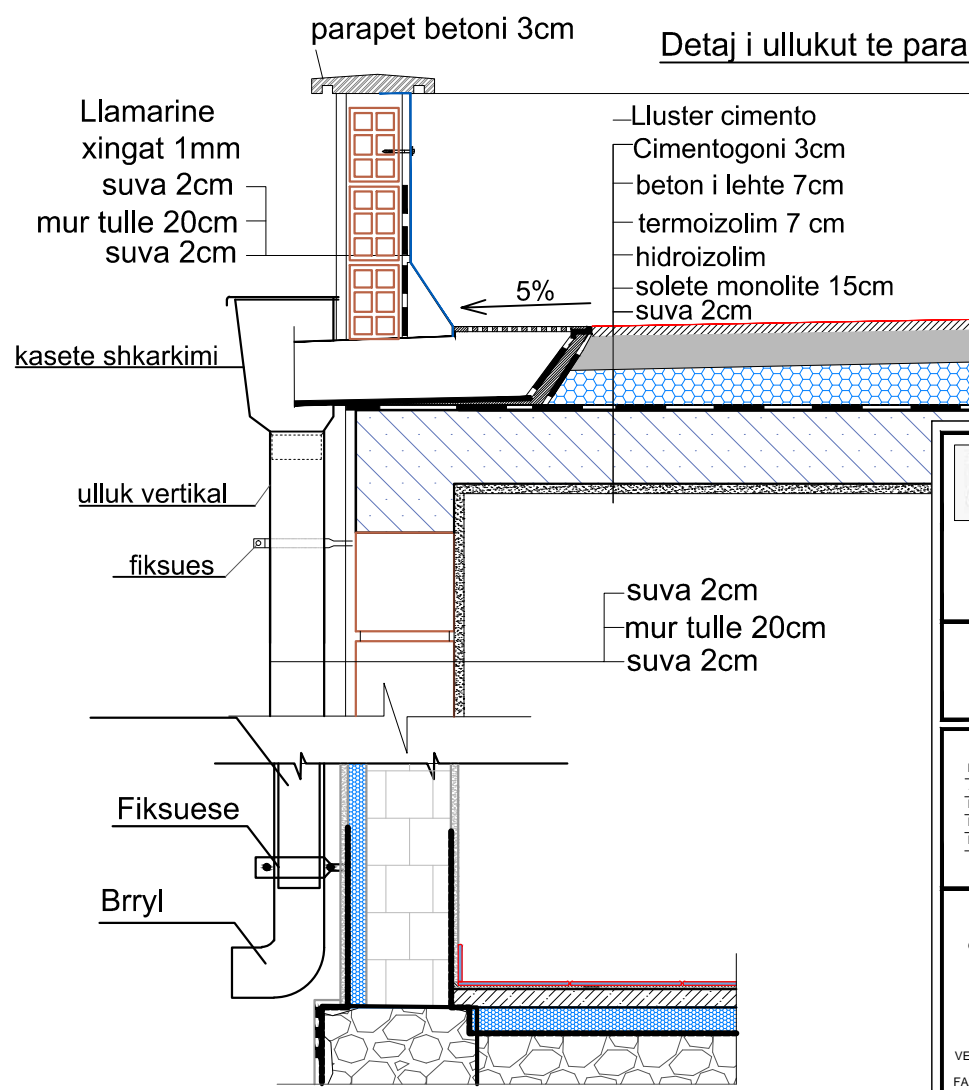 parapet betoni 3cm
Detaj i ullukut te para
Llamarine
xingat 1mm
suva 2cm
mur tulle 20cm
suva 2cm
Lluster cimento
Cimentogoni 3cm
beton i lehte 7cm
termoizolim 7 cm
hidroizolim
solete monolite 15cm
suva 2cm
5%
kasete shkarkimi
ulluk vertikal
fiksues
suva 2cm
mur tulle 20cm
suva 2cm
Fiksuese
Brryl
VE
FA